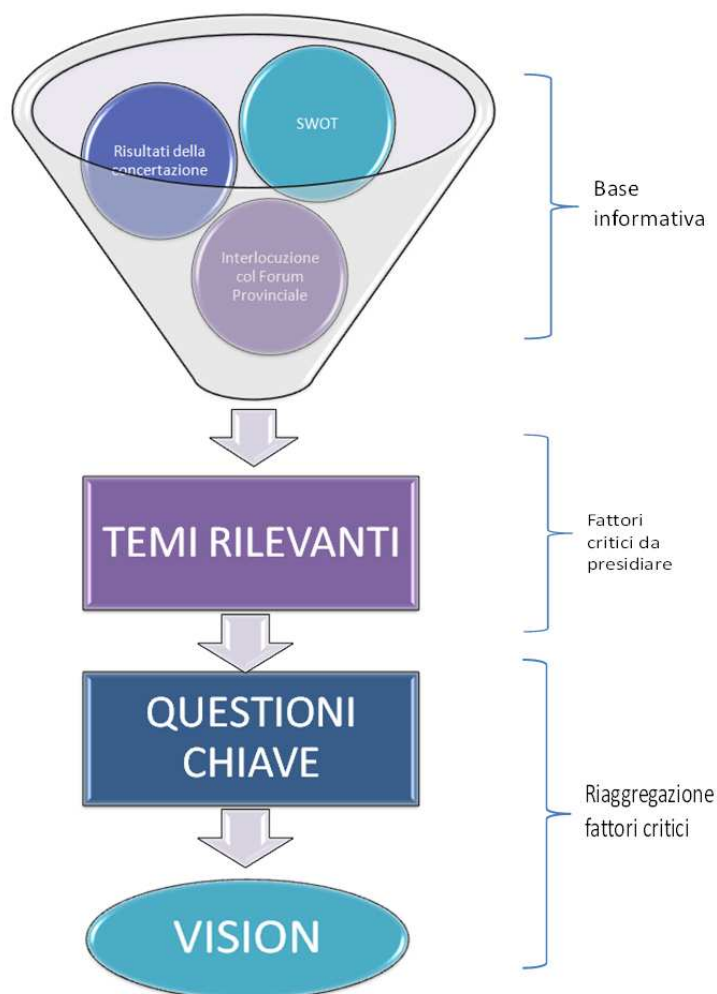 SWOT
Risultati della
concertazione
Interlocuzione
col Forum
Provinciale
Base
informativa
TEMI RILEVANTI
Fattori
critici da
presidiare
QUESTIONI
CHIAVE
Riaggregazione
fattori critici
VISION